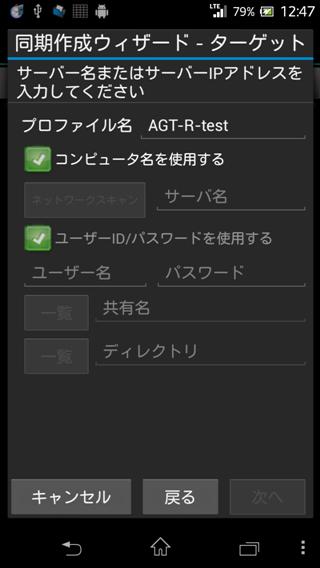 LTE 79% 12:47
同期作成ウィザード - ターゲット
サーバー名またはサーバーIPアドレスを
入力してください
プロファイル名 AGT-R-test
コンピュータ名を使用する
ネットワークスキャン サーバ名
ユーザーID/パスワードを使用する
ユーザー名 パスワード
一覧 共有名
一覧 ディレクトリ
キャンセル 戻る 次へ